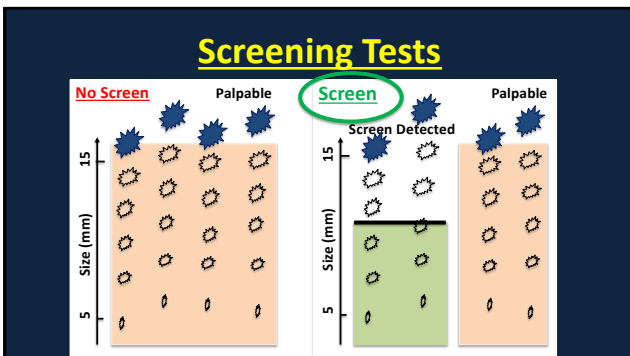 Screening Tests
No Screen
Palpable
15
Size (mm)
5
Screen
Palpable
Screen Detected
15
Size (mm)
5